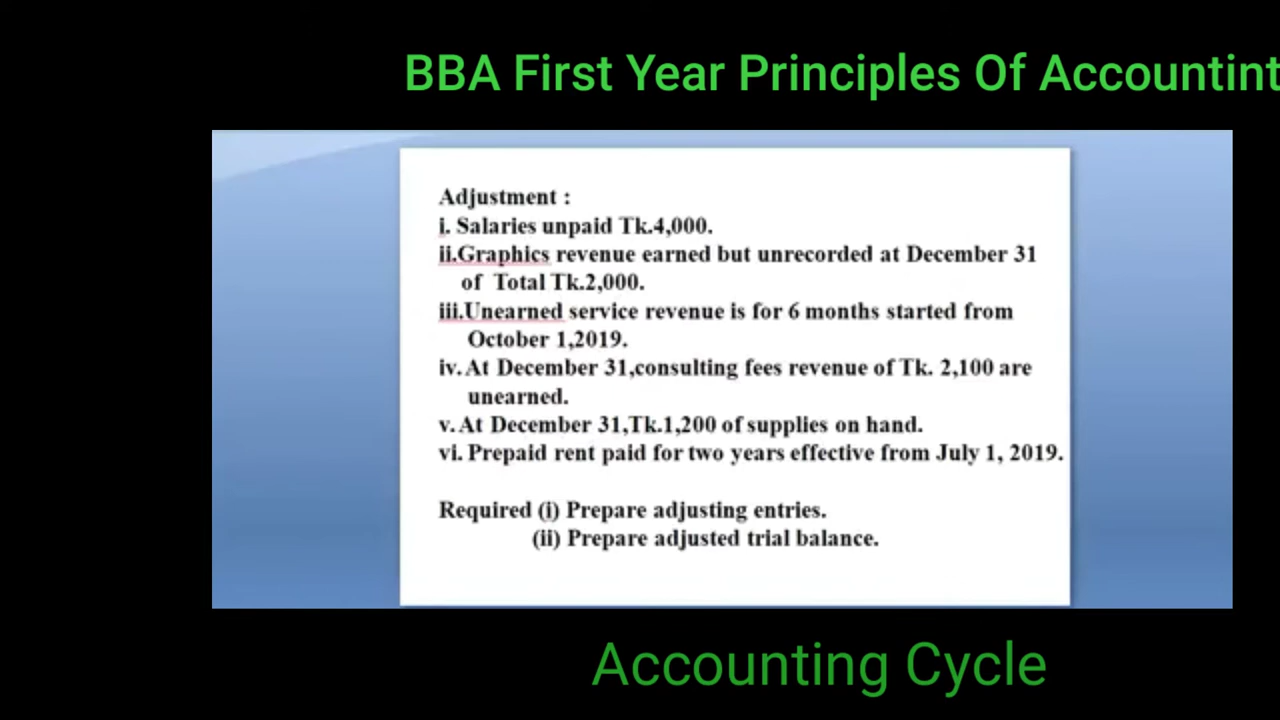 BBA First Year Principles Of Accountint
Adjustment :
i. Salaries unpaid Tk.4,000.
ii.Graphics revenue earned but unrecorded at December 31
of Total Tk.2,000.
iii.Unearned service revenue is for 6 months started from
October 1,2019.
iv. At December 31,consulting fees revenue of Tk. 2,100 are
unearned.
v. At December 31,Tk.1,200 of supplies on hand.
vi. Prepaid rent paid for two years effective from July 1, 2019.
Required (i) Prepare adjusting entries.
(ii) Prepare adjusted trial balance.
Accounting Cycle